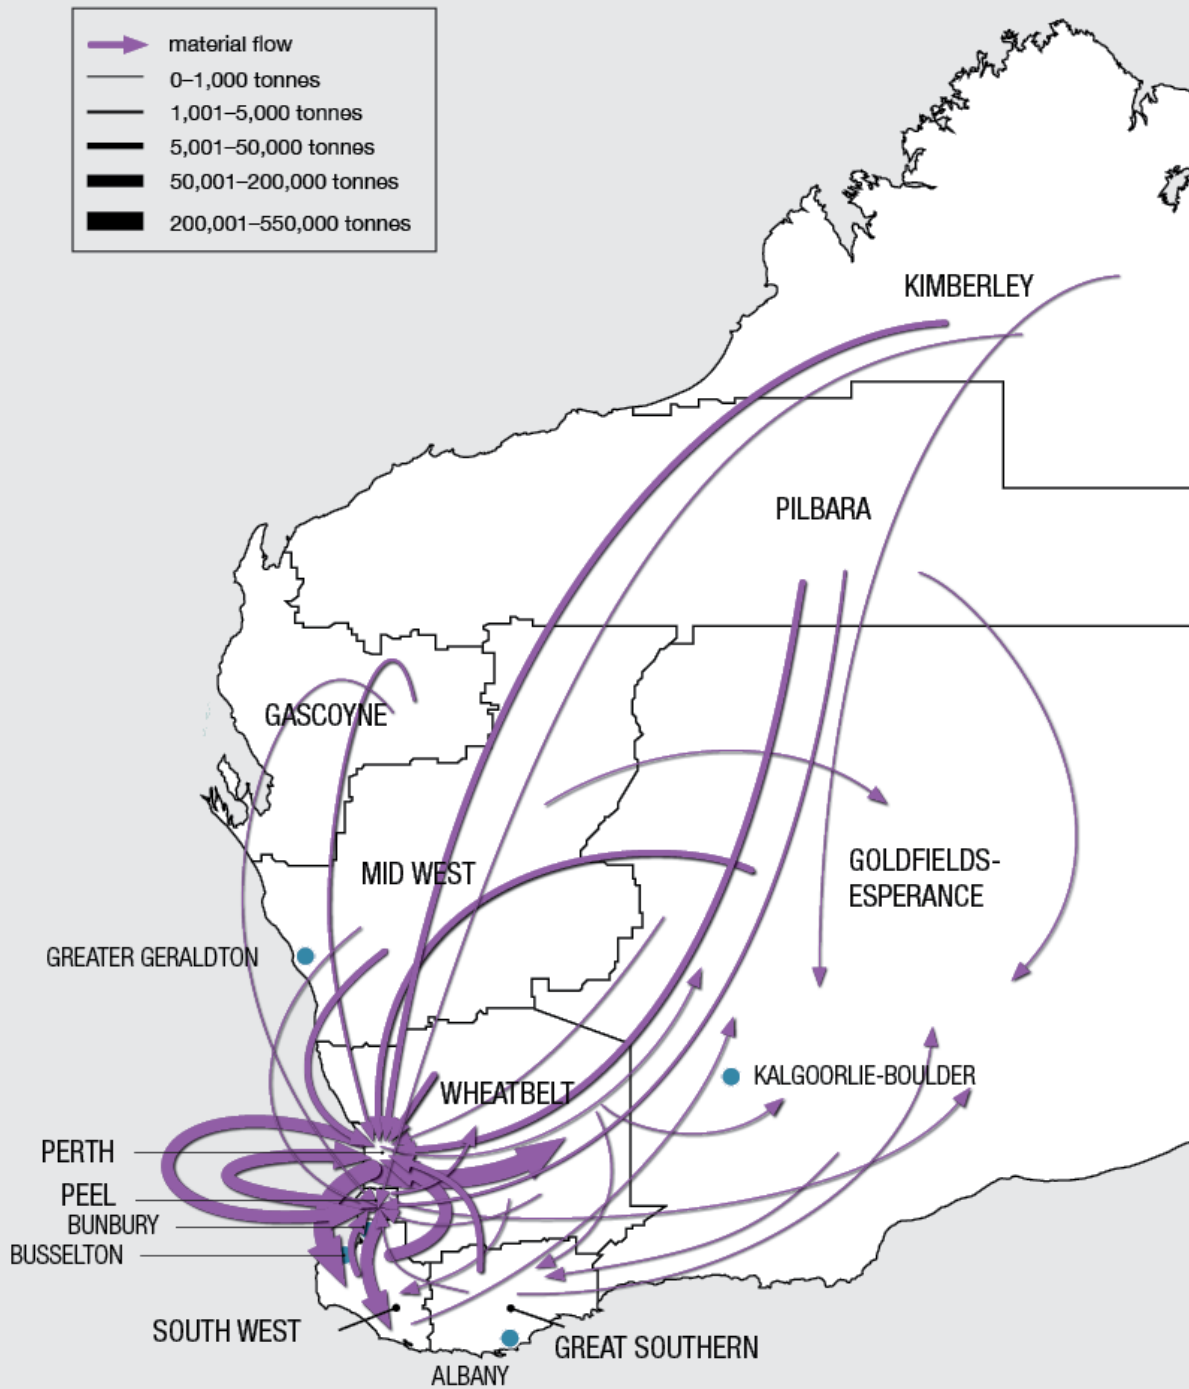 material flow
0–1,000 tonnes
1,001–5,000 tonnes
5,001–50,000 tonnes
50,001–200,000 tonnes
200,001–550,000 tonnes
KIMBERLEY
PILBARA
GASCOYNE
MID WEST
GOLDFIELDS-
ESPERANCE
GREATER GERALDTON
KALGOORLIE-BOULDER
WHEATBELT
PERTH
PEEL
BUNBURY
BUSSELTON
SOUTH WEST
GREAT SOUTHERN
ALBANY